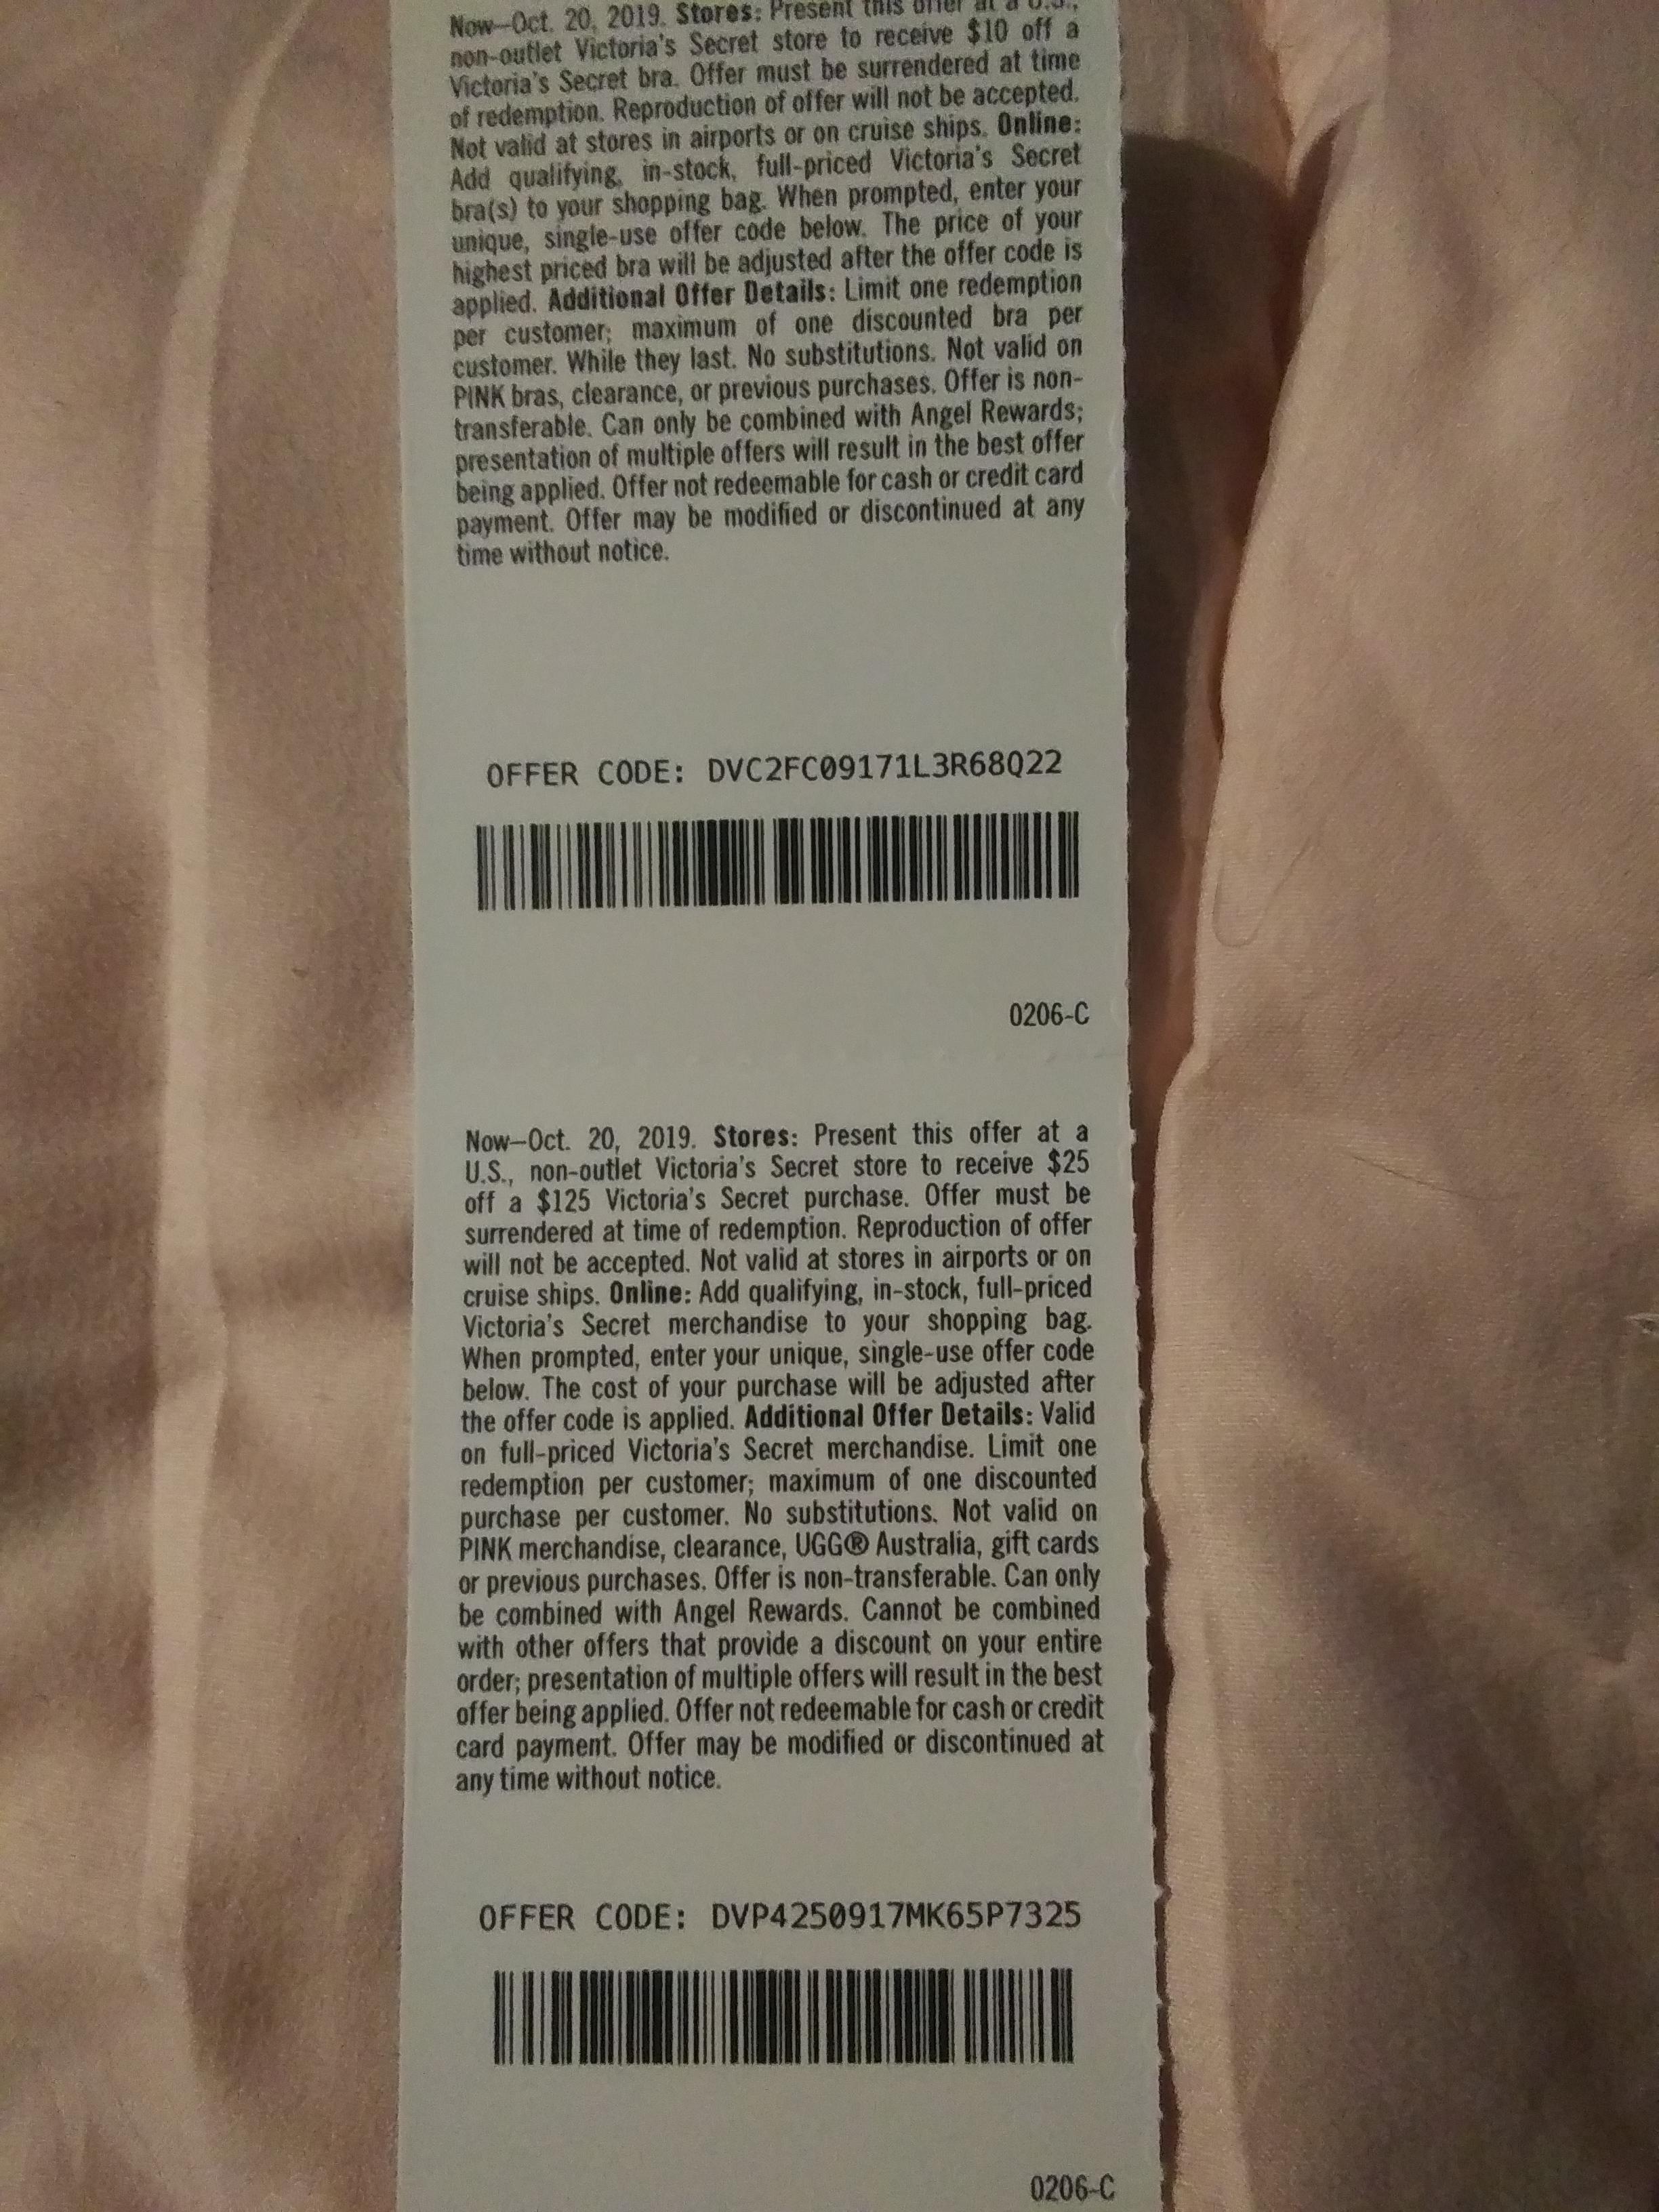 Now—Oct. 20, 2019. Stores: Present this offer at a U.S.,
non-outlet Victoria's Secret store to receive $10 off a
Victoria's Secret bra. Offer must be surrendered at time
of redemption. Reproduction of offer will not be accepted.
Not valid at stores in airports or on cruise ships. Online:
Add qualifying, in-stock, full-priced Victoria's Secret
bra(s) to your shopping bag. When prompted, enter your
unique, single-use offer code below. The price of your
highest priced bra will be adjusted after the offer code is
applied. Additional Offer Details: Limit one redemption
per customer; maximum of one discounted bra per
customer. While they last. No substitutions. Not valid on
PINK bras, clearance, or previous purchases. Offer is non-
transferable. Can only be combined with Angel Rewards;
presentation of multiple offers will result in the best offer
being applied. Offer not redeemable for cash or credit card
payment. Offer may be modified or discontinued at any
time without notice.
OFFER CODE: DVC2FC09171L3R68Q22
0206-C
Now—Oct. 20, 2019. Stores: Present this offer at a
U.S., non-outlet Victoria's Secret store to receive $25
off a $125 Victoria's Secret purchase. Offer must be
surrendered at time of redemption. Reproduction of offer
will not be accepted. Not valid at stores in airports or on
cruise ships. Online: Add qualifying, in-stock, full-priced
Victoria's Secret merchandise to your shopping bag.
When prompted, enter your unique, single-use offer code
below. The cost of your purchase will be adjusted after
the offer code is applied. Additional Offer Details: Valid
on full-priced Victoria's Secret merchandise. Limit one
redemption per customer; maximum of one discounted
purchase per customer. No substitutions. Not valid on
PINK merchandise, clearance, UGG® Australia, gift cards
or previous purchases. Offer is non-transferable. Can only
be combined with Angel Rewards. Cannot be combined
with other offers that provide a discount on your entire
order; presentation of multiple offers will result in the best
offer being applied. Offer not redeemable for cash or credit
card payment. Offer may be modified or discontinued at
any time without notice.
OFFER CODE: DVP4250917MK65P7325
0206-C